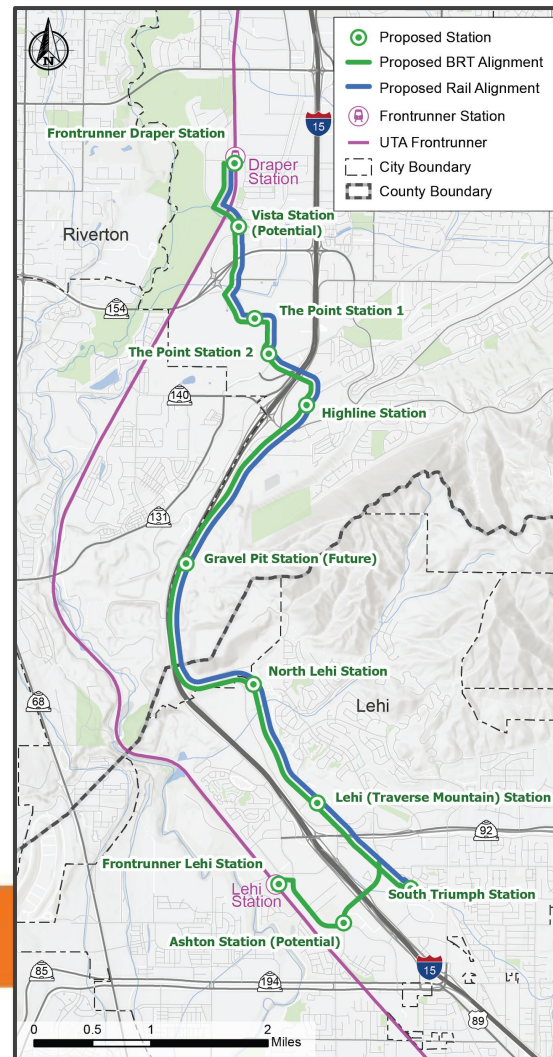 N
Proposed Station
Proposed BRT Alignment
Proposed Rail Alignment
Frontrunner Station
UTA Frontrunner
City Boundary
County Boundary
15
Frontrunner Draper Station
Draper
Station
Vista Station
(Potential)
Riverton
154
The Point Station 1
The Point Station 2
140
Highline Station
131
Gravel Pit Station (Future)
North Lehi Station
68
Lehi
Lehi (Traverse Mountain) Station
92
Frontrunner Lehi Station
Lehi
Station
South Triumph Station
Ashton Station (Potential)
15
85
194
89
0 0.5 1 2
Miles